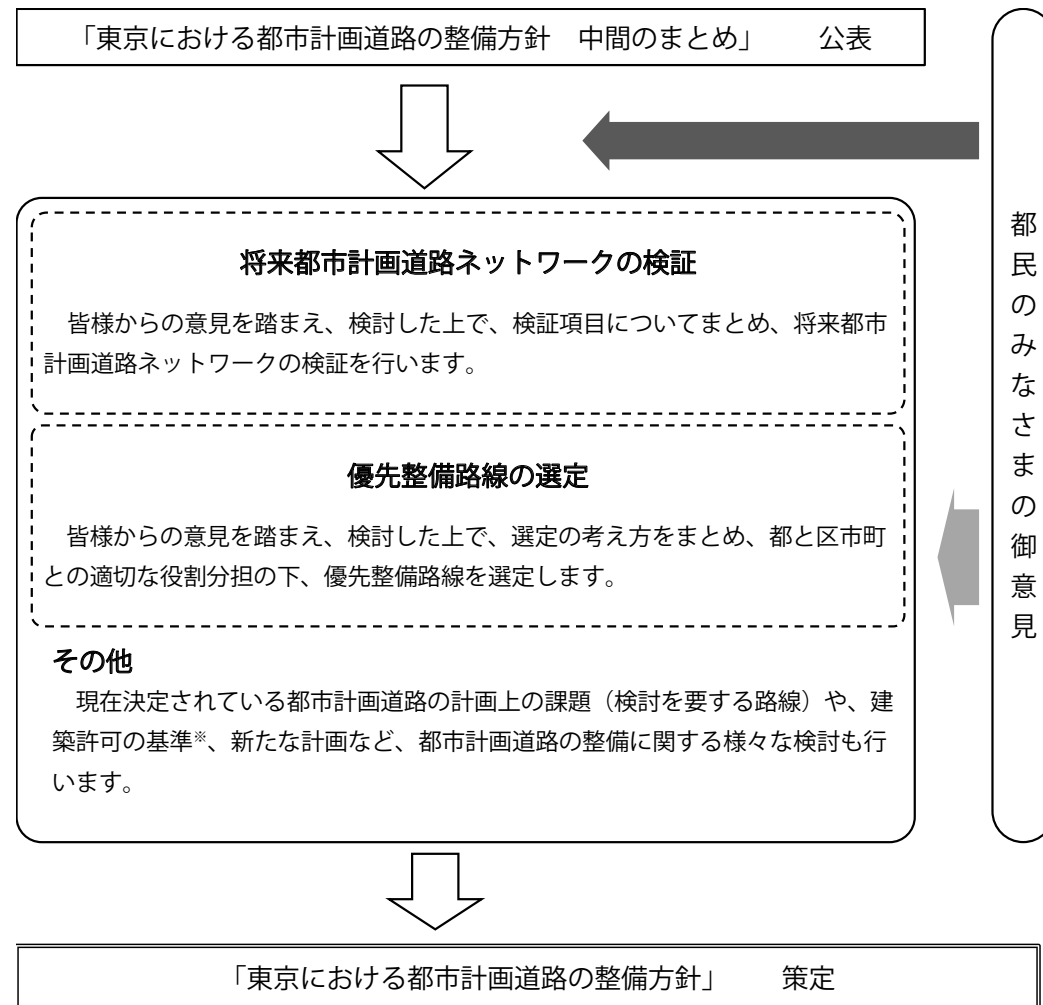 「東京における都市計画道路の整備方針　中間のまとめ」　　公表
将来都市計画道路ネットワークの検証
皆様からの意見を踏まえ、検討した上で、検証項目についてまとめ、将来都市
計画道路ネットワークの検証を行います。
優先整備路線の選定
皆様からの意見を踏まえ、検討した上で、選定の考え方をまとめ、都と区市町
との適切な役割分担の下、優先整備路線を選定します。
その他
現在決定されている都市計画道路の計画上の課題（検討を要する路線）や、建
築許可の基準※、新たな計画など、都市計画道路の整備に関する様々な検討も行
います。
都民のみなさまの御意見
「東京における都市計画道路の整備方針」　　策定